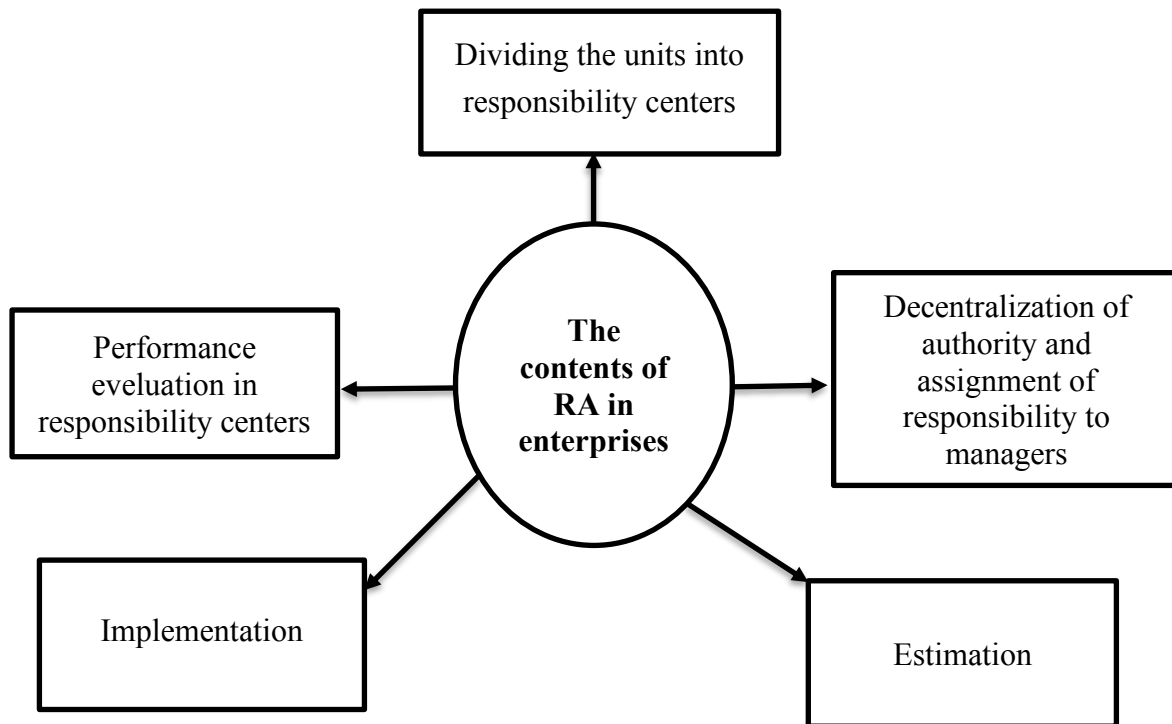 Dividing the units into
responsibility centers
The
contents of
RA in
enterprises
Decentralization of
authority and
assignment of
responsibility to
managers
Performance
eveluation in
responsibility centers
Implementation
Estimation